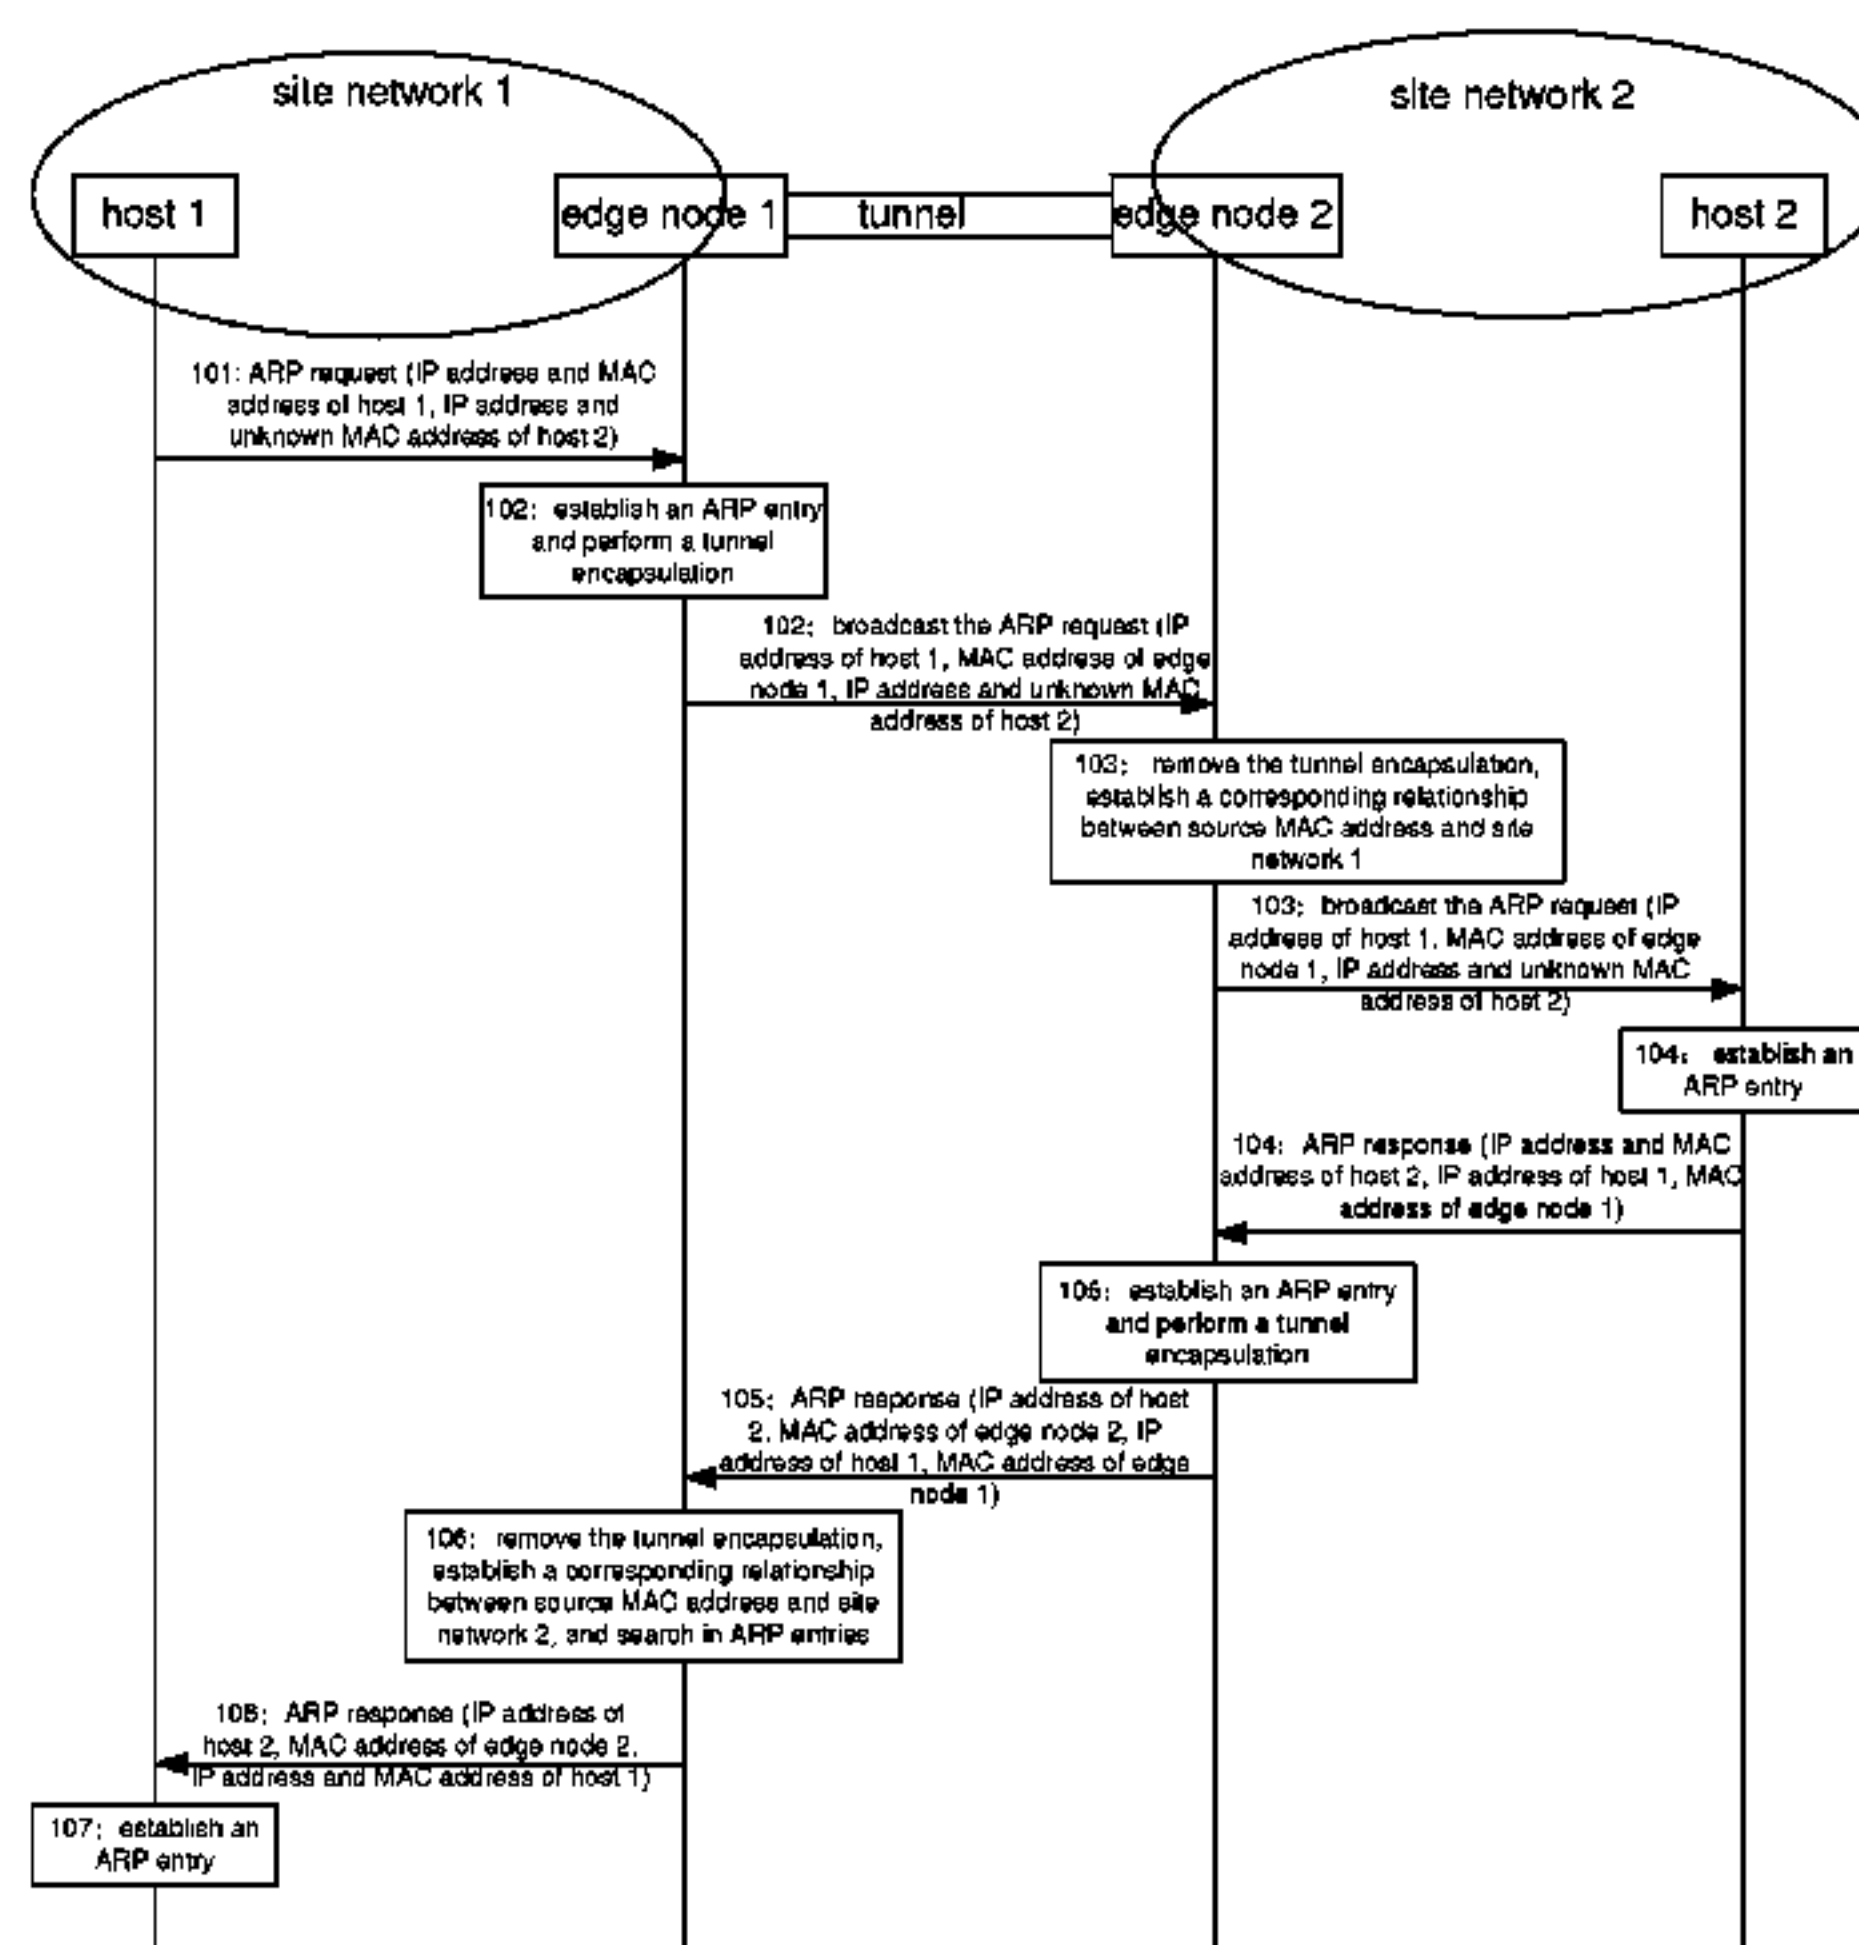 site network 1
site network 2
host 1
edge node 1
tunnel
edge node 2
host 2
101: ARP request (IP address and MAC
address of host 1, IP address and
unknown MAC address of host 2)
102: establish an ARP entry
and perform a tunnel
encapsulation
102: broadcast the ARP request (IP
address of host 1, MAC address of edge
node 1, IP address and unknown MAC
address of host 2)
103: remove the tunnel encapsulation,
establish a corresponding relationship
between source MAC address and site
network 1
103: broadcast the ARP request (IP
address of host 1, MAC address of edge
node 1, IP address and unknown MAC
address of host 2)
104: establish an
ARP entry
104: ARP response (IP address and MAC
address of host 2, IP address of host 1, MAC
address of edge node 1)
105: establish an ARP entry
and perform a tunnel
encapsulation
105: ARP response (IP address of host
2, MAC address of edge node 2, IP
address of host 1, MAC address of edge
node 1)
106: remove the tunnel encapsulation,
establish a corresponding relationship
between source MAC address and site
network 2, and search in ARP entries
106: ARP response (IP address of
host 2, MAC address of edge node 2,
IP address and MAC address of host 1)
107: establish an
ARP entry